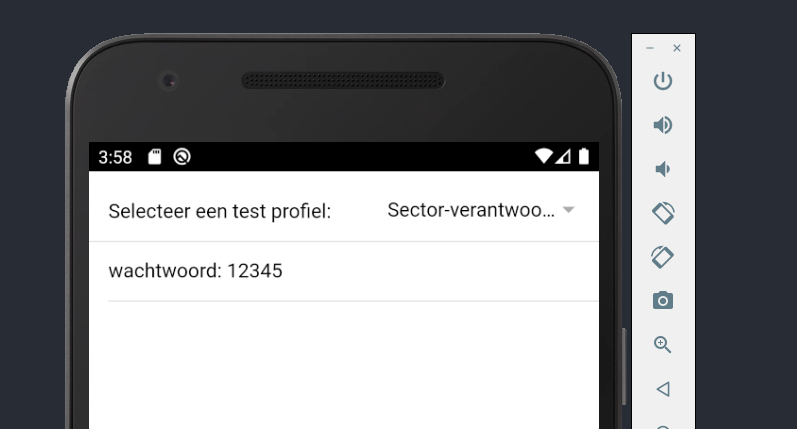 3:58
Selecteer een test profiel: Sector-verantwoo...
wachtwoord: 12345